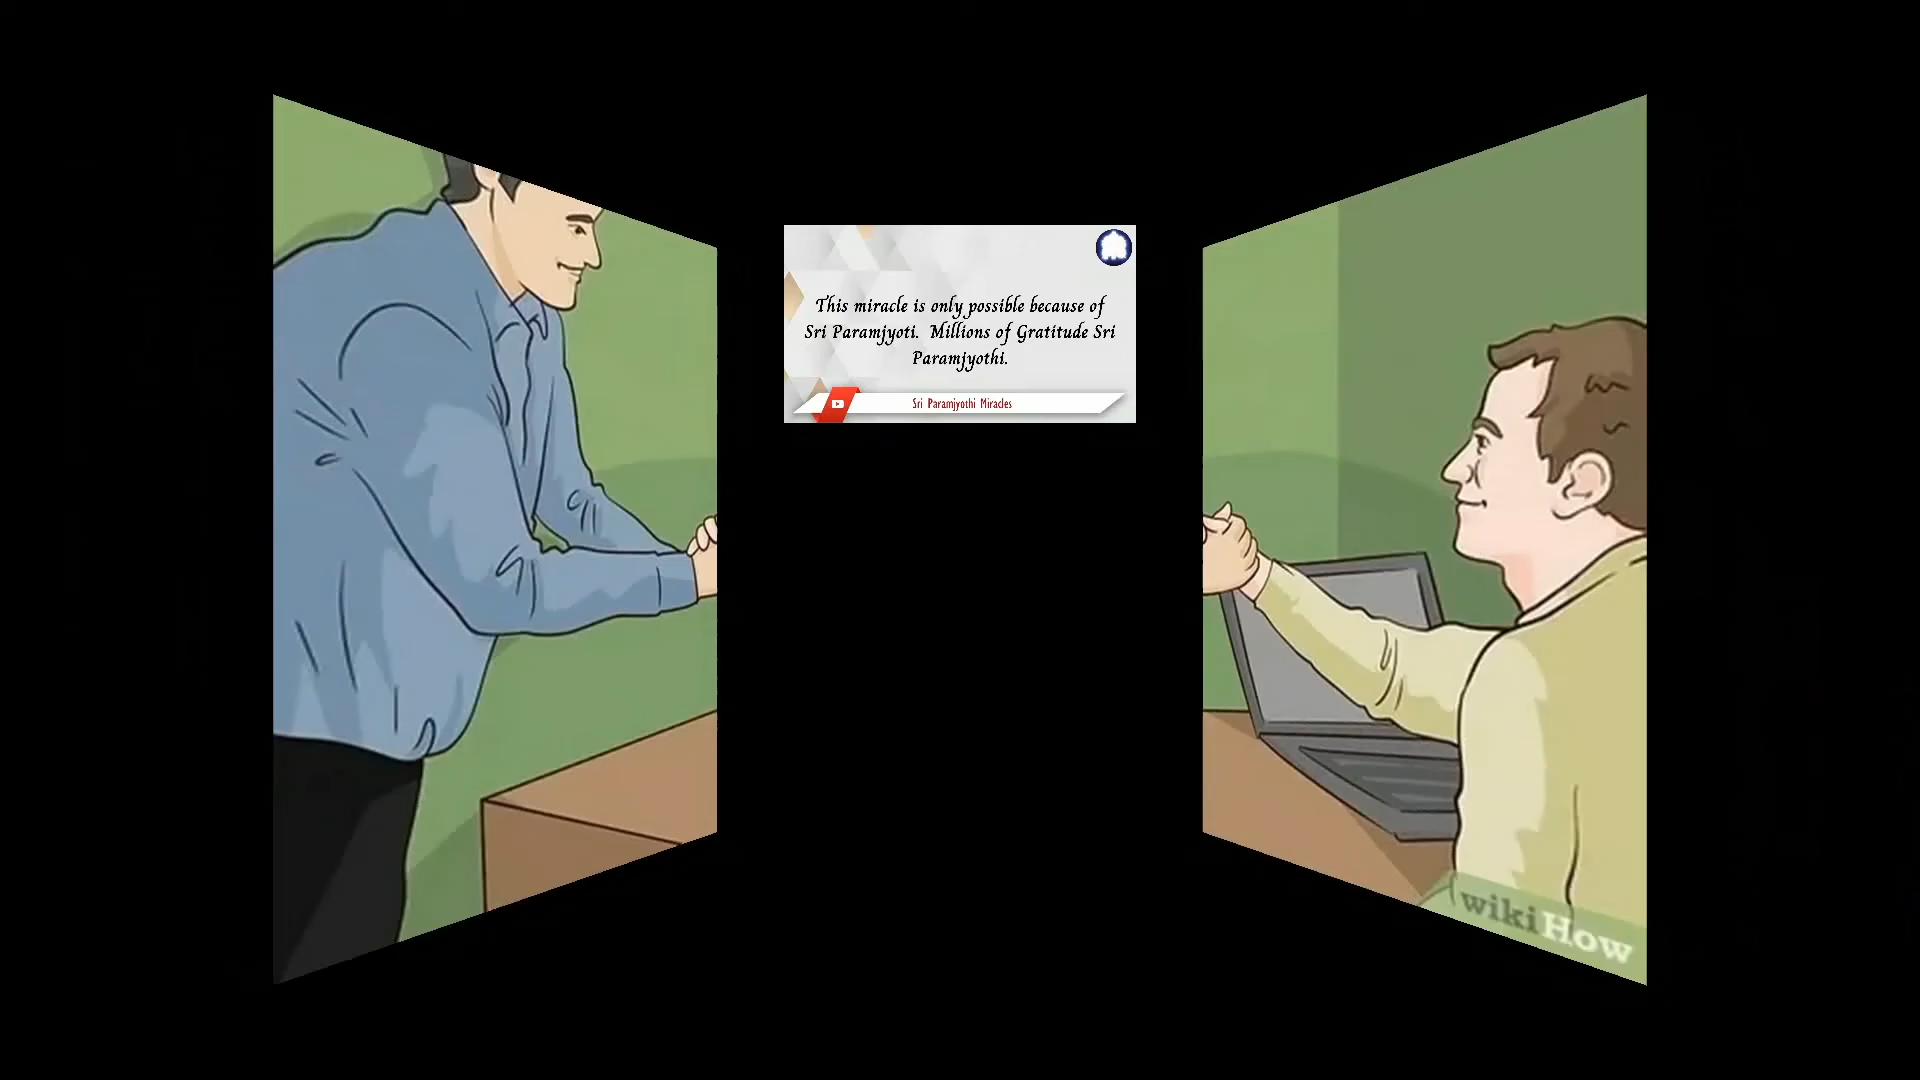 This miracle is only possible because of
Sri Paramjyoti. Millions of Gratitude Sri
Paramjyothi.
Sri Paramjyothi Miracles
wikiHow